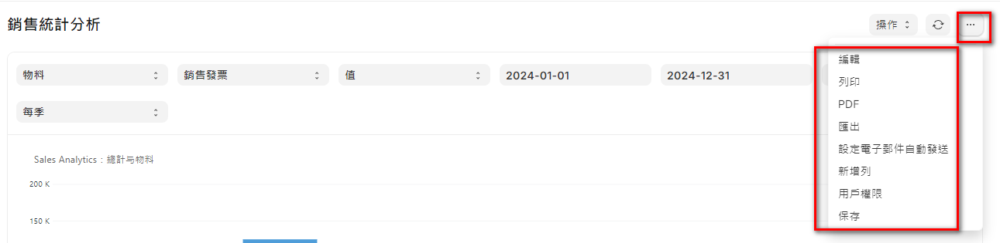 銷售統計分析
操作
...
物料
銷售發票
值
2024-01-01
2024-12-31
每季
Sales Analytics：總計与物料
200 K
150 K
編輯
列印
PDF
匯出
設定電子郵件自動發送
新增列
用戶權限
保存